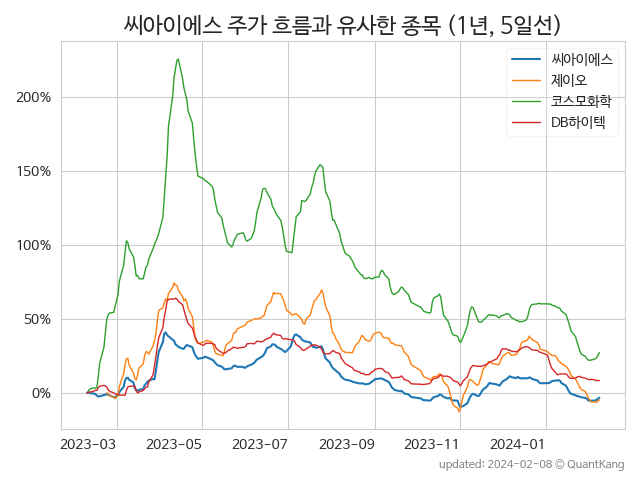 씨아이에스 주가 흐름과 유사한 종목 (1년, 5일선)
씨아이에스
제이오
코스모화학
DB하이텍
200%
150%
100%
50%
0%
2023-03 2023-05 2023-07 2023-09 2023-11 2024-01
updated: 2024-02-08 © QuantKang